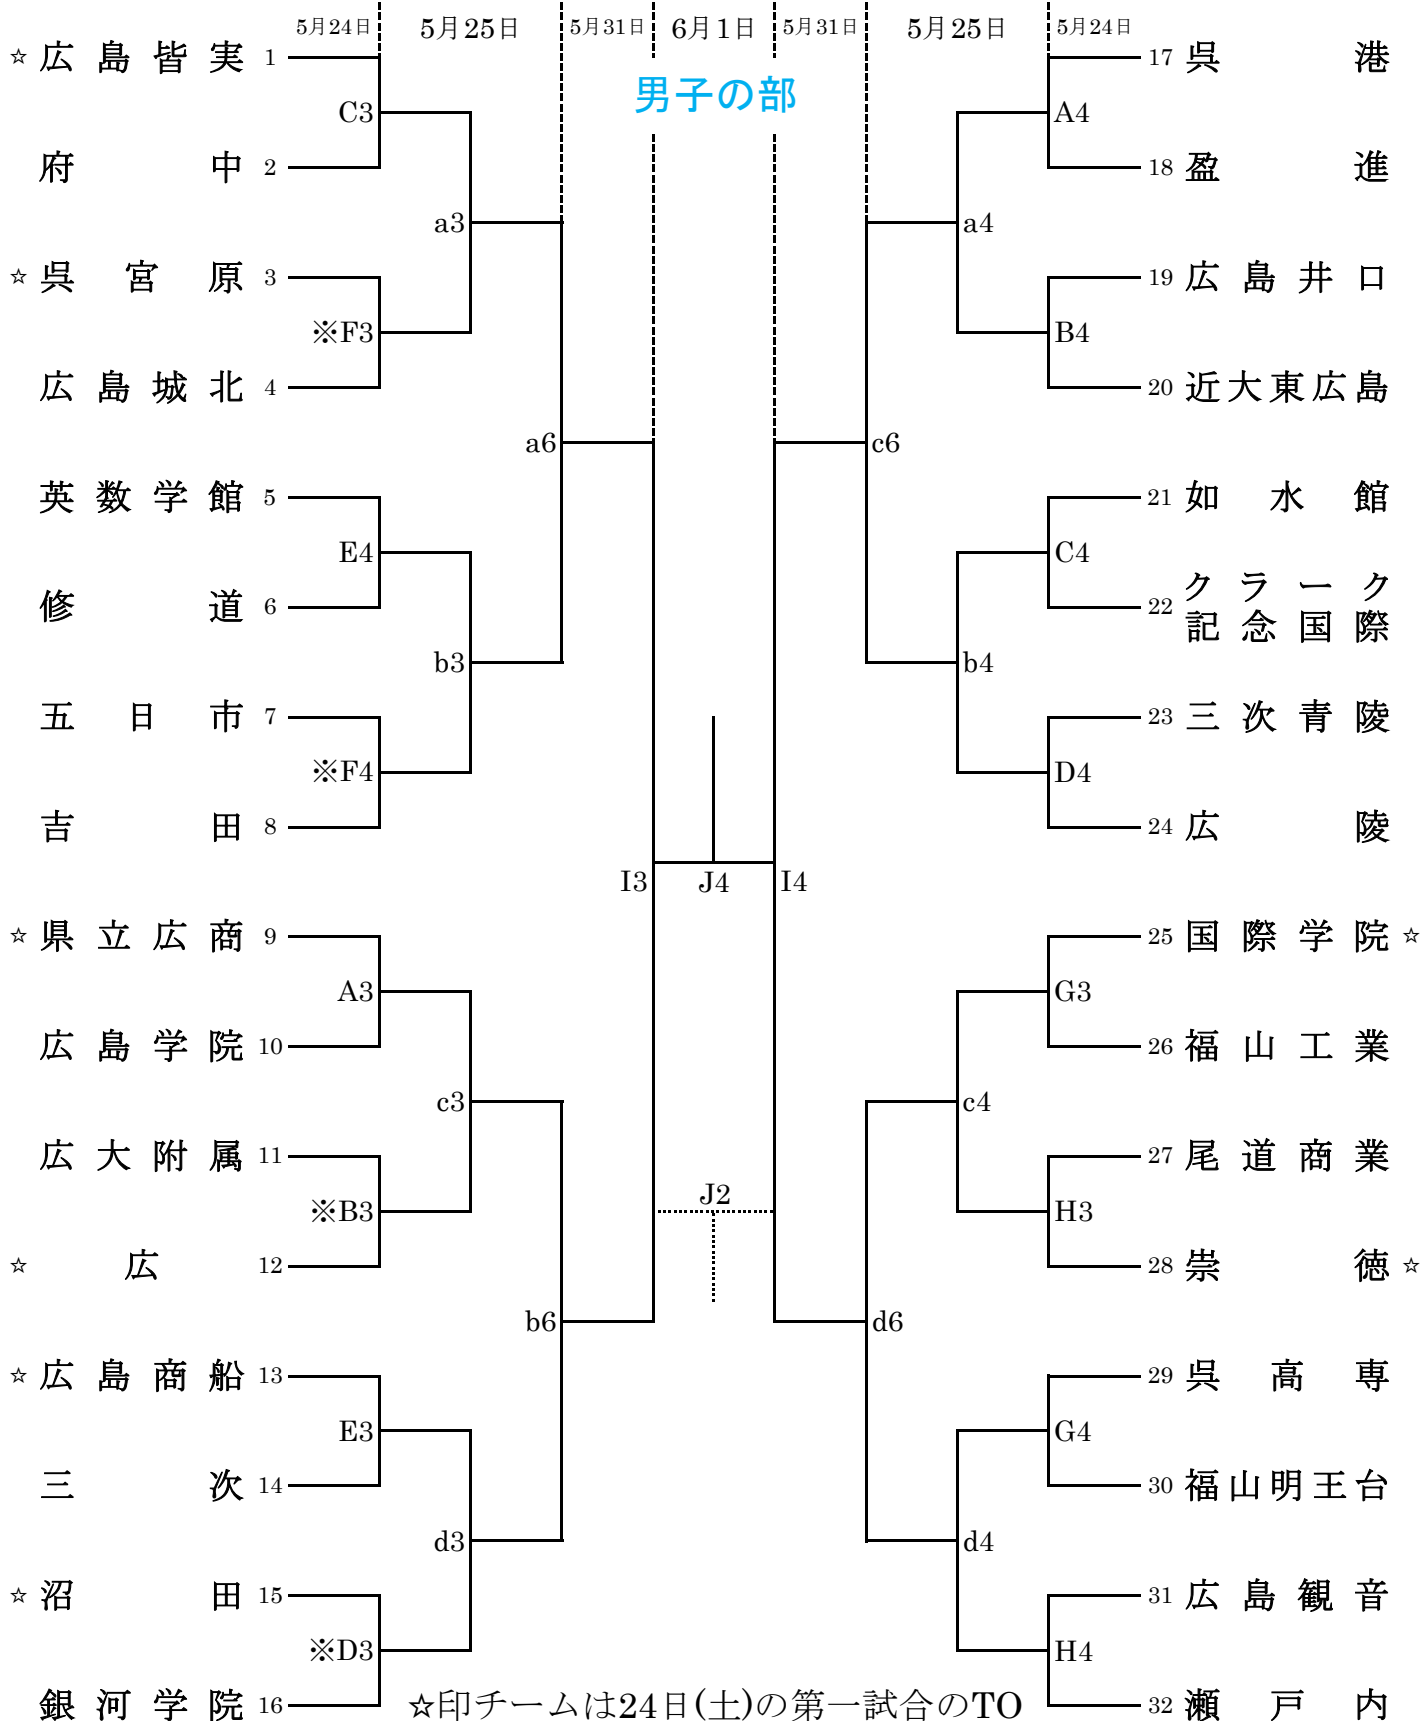 5月24日 5月25日 5月31日 6月1日 5月31日 5月25日 5月24日
男子の部
☆ 広島皆実 1
C3
府中 2
a3
☆ 呉宮原 3
※F3
広島城北 4
a6
英数学館 5
E4
修道 6
b3
五日市 7
※F4
吉田 8
I3 J4 I4
☆ 県立広商 9
A3
広島学院 10
c3
広大附属 11
※B3
☆ 広 12
J2
b6
☆ 広島商船 13
E3
三次 14
d3
☆ 沼田 15
※D3
銀河学院 16
17 呉港
A4
18 盈進
a4
19 広島井口
B4
20 近大東広島
c6
21 如水館
C4
22 クラーク
記念国際
b4
23 三次青陵
D4
24 広陵
25 国際学院 ☆
G3
26 福山工業
c4
27 尾道商業
H3
28 崇徳 ☆
d6
29 呉高専
G4
30 福山明王台
d4
31 広島観音
H4
32 瀬戸内
☆印チームは24日(土)の第一試合のTO